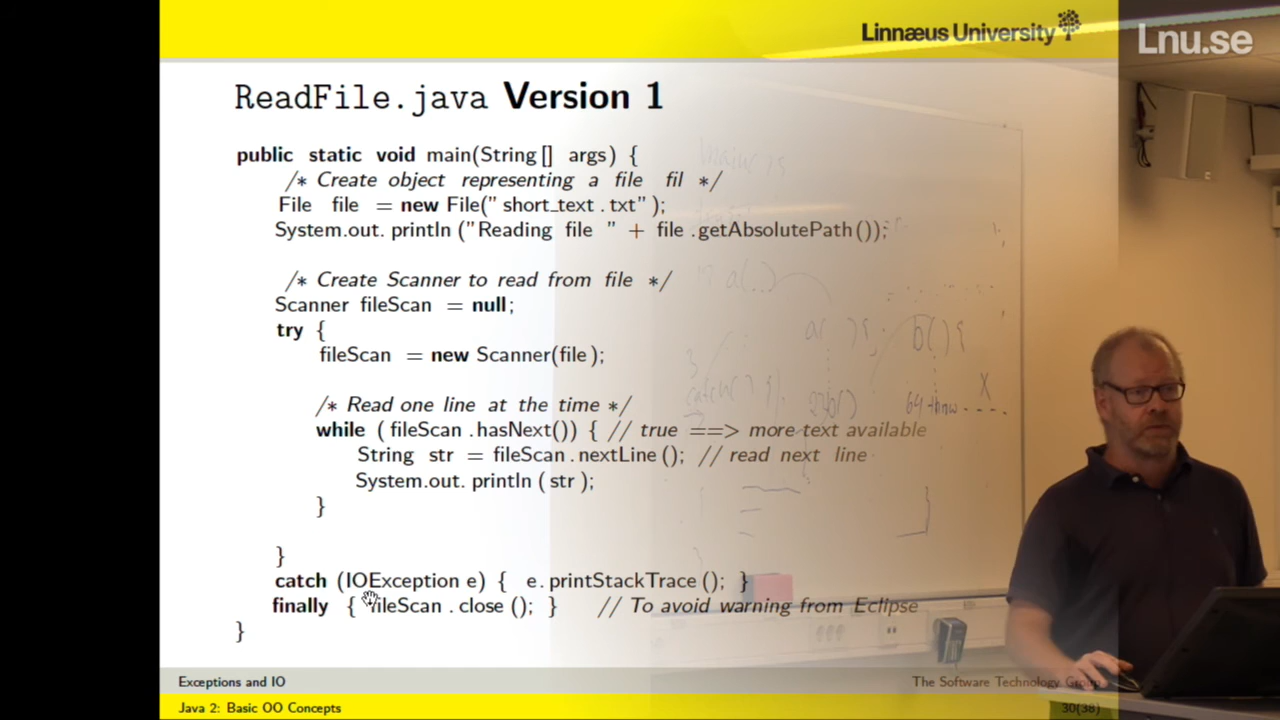 Linnæus University
Lnu.se
ReadFile.java Version 1
public static void main(String[] args) {
/* Create object representing a file fil */
File file = new File("short_text.txt");
System.out.println("Reading file " + file.getAbsolutePath());
/* Create Scanner to read from file */
Scanner fileScan = null;
try {
fileScan = new Scanner(file);
/* Read one line at the time */
while (fileScan.hasNext()) { // true ==> more text available
String str = fileScan.nextLine(); // read next line
System.out.println(str);
}
}
catch (IOException e) { e.printStackTrace(); }
finally { fileScan.close(); } // To avoid warning from Eclipse
}
a(..)
a( ){
b(){
X
Exceptions and IO
The Software Technology Group
Java 2: Basic OO Concepts
30(38)